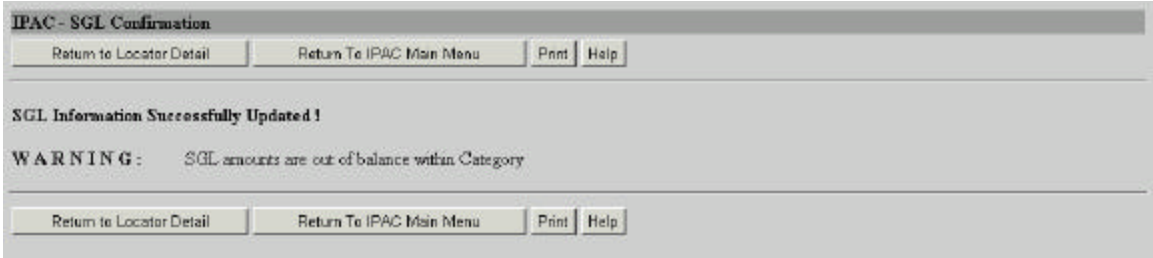 IPAC - SGL Confirmation
Return to Locator Detail Return To IPAC Main Menu Print Help
SGL Information Successfully Updated !
W A R N I N G : SGL amounts are out of balance within Category
Return to Locator Detail Return To IPAC Main Menu Print Help